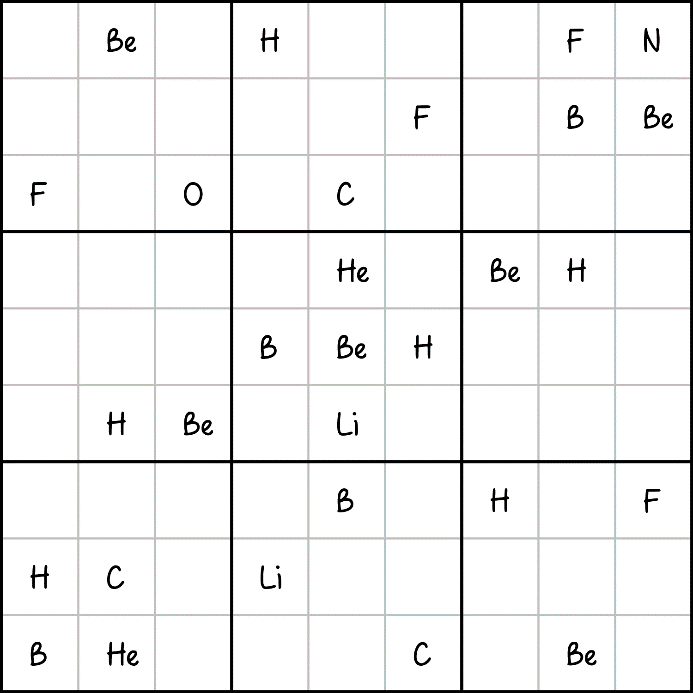 Be H F N
F B Be
F O C
He Be H
B Be H
H Be Li
B H F
H C Li
B He C Be